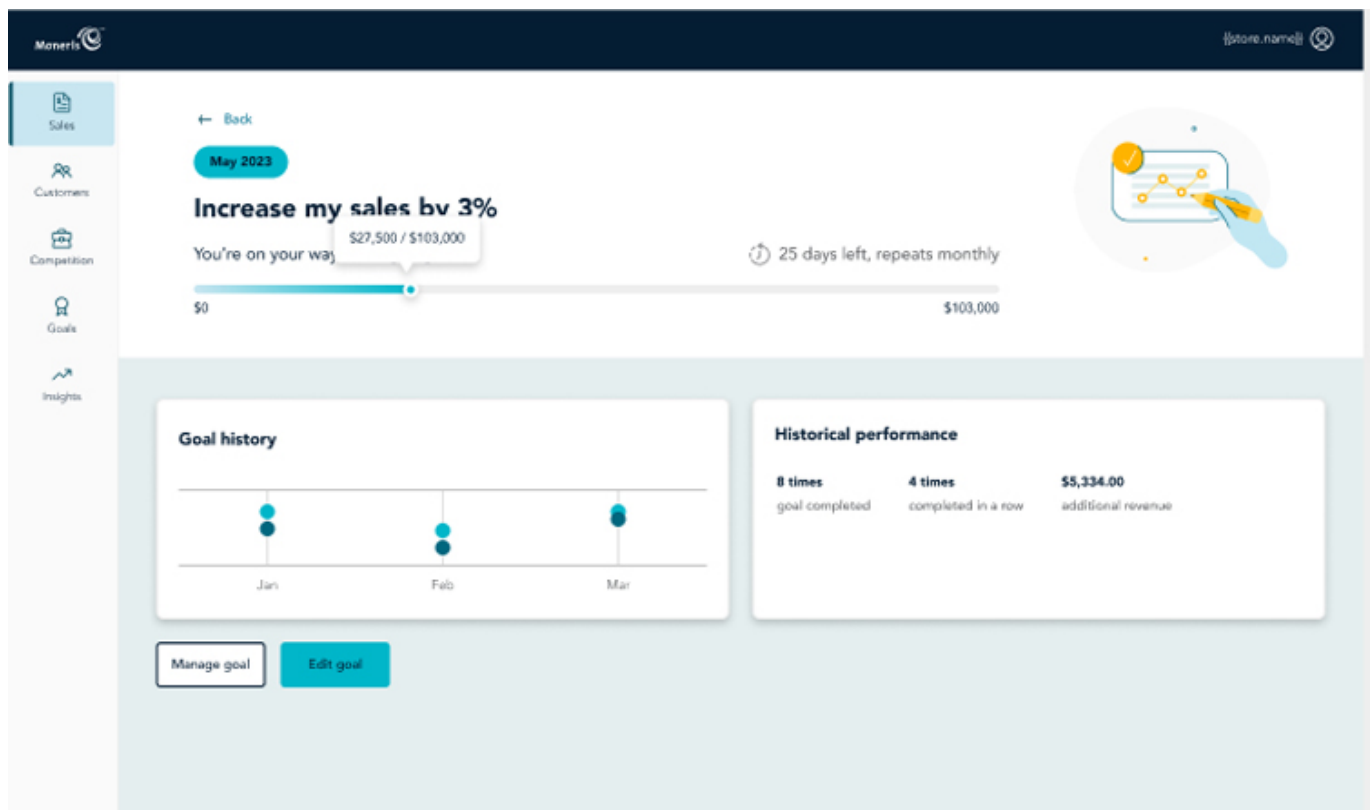 Moneris
{{store.name}}
Sales
Customers
Competition
Goals
Insights
← Back
May 2023
Increase my sales by 3%
$27,500 / $103,000
You're on your way
25 days left, repeats monthly
$0
$103,000
Goal history
Jan
Feb
Mar
Historical performance
8 times
4 times
$5,334.00
goal completed
completed in a row
additional revenue
Manage goal
Edit goal